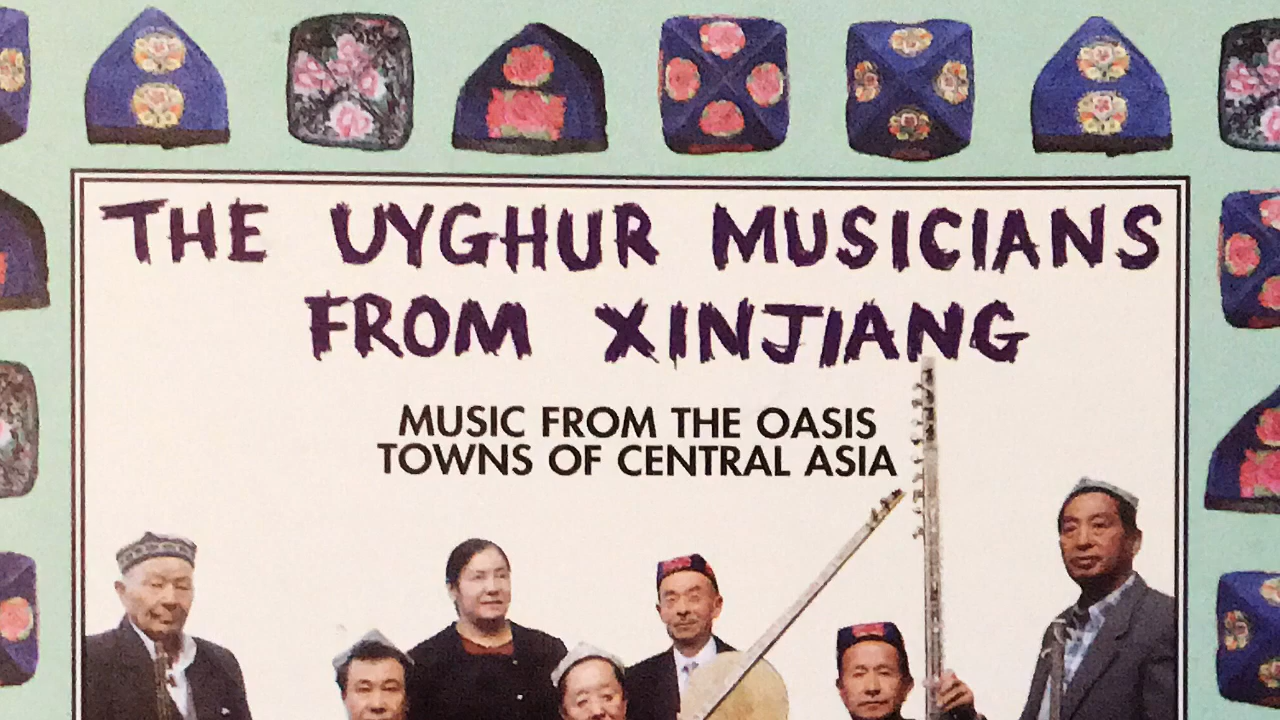 THE UYGHUR MUSICIANS
FROM XINJIANG
MUSIC FROM THE OASIS
TOWNS OF CENTRAL ASIA